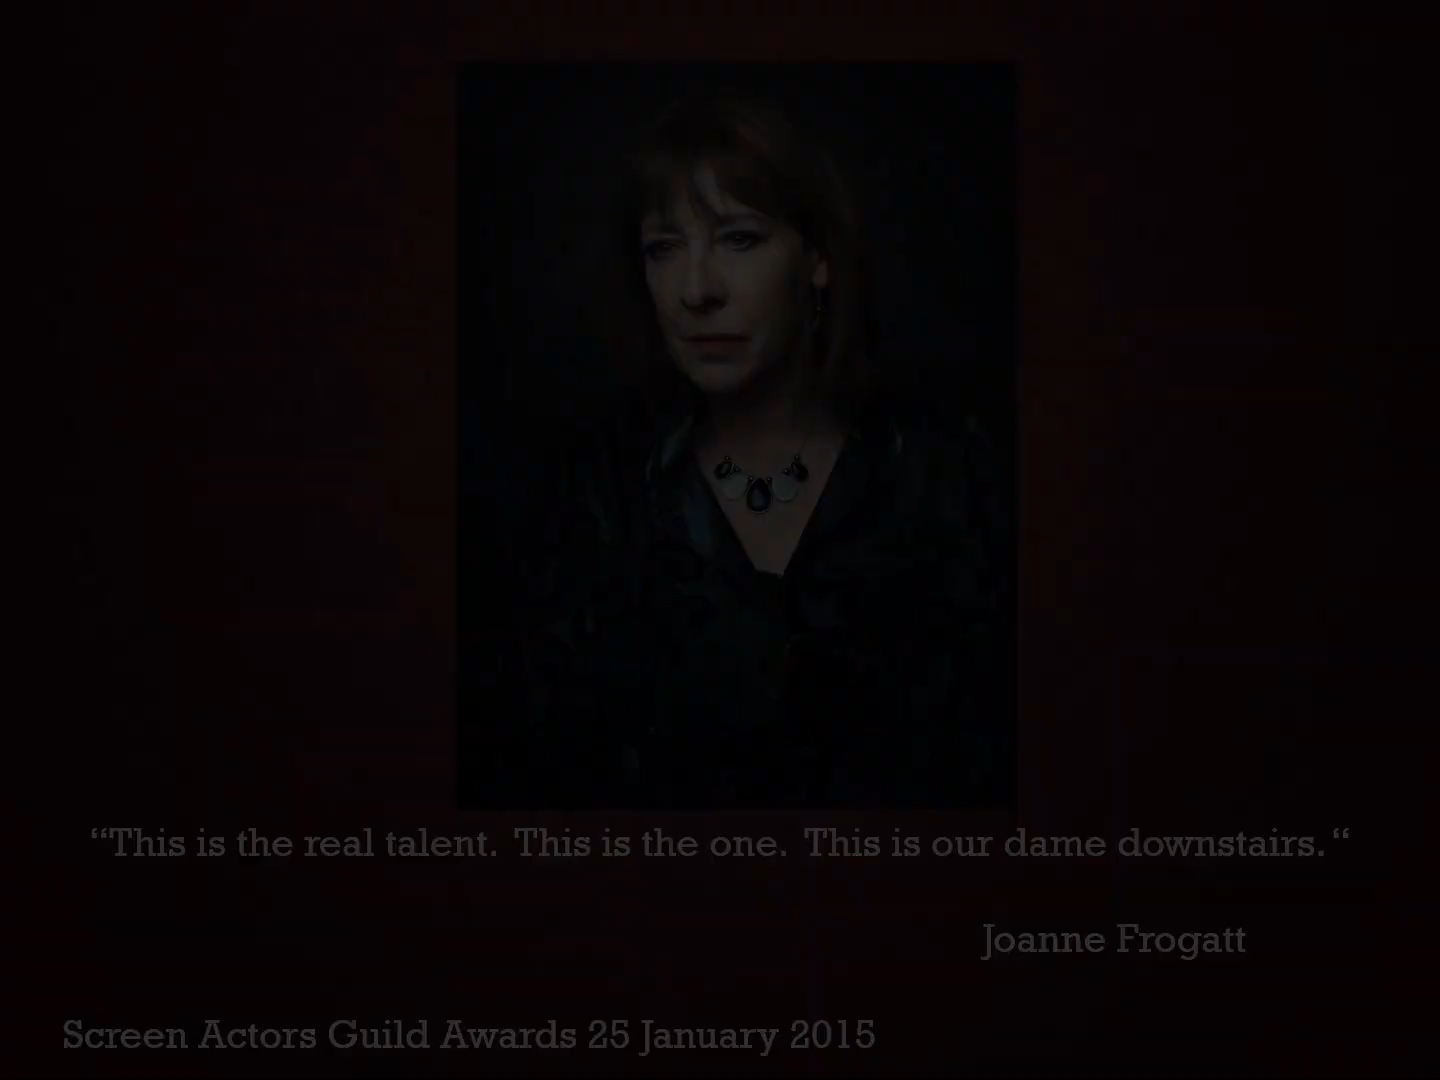 “This is the real talent. This is the one. This is our dame downstairs.“
Joanne Frogatt
Screen Actors Guild Awards 25 January 2015